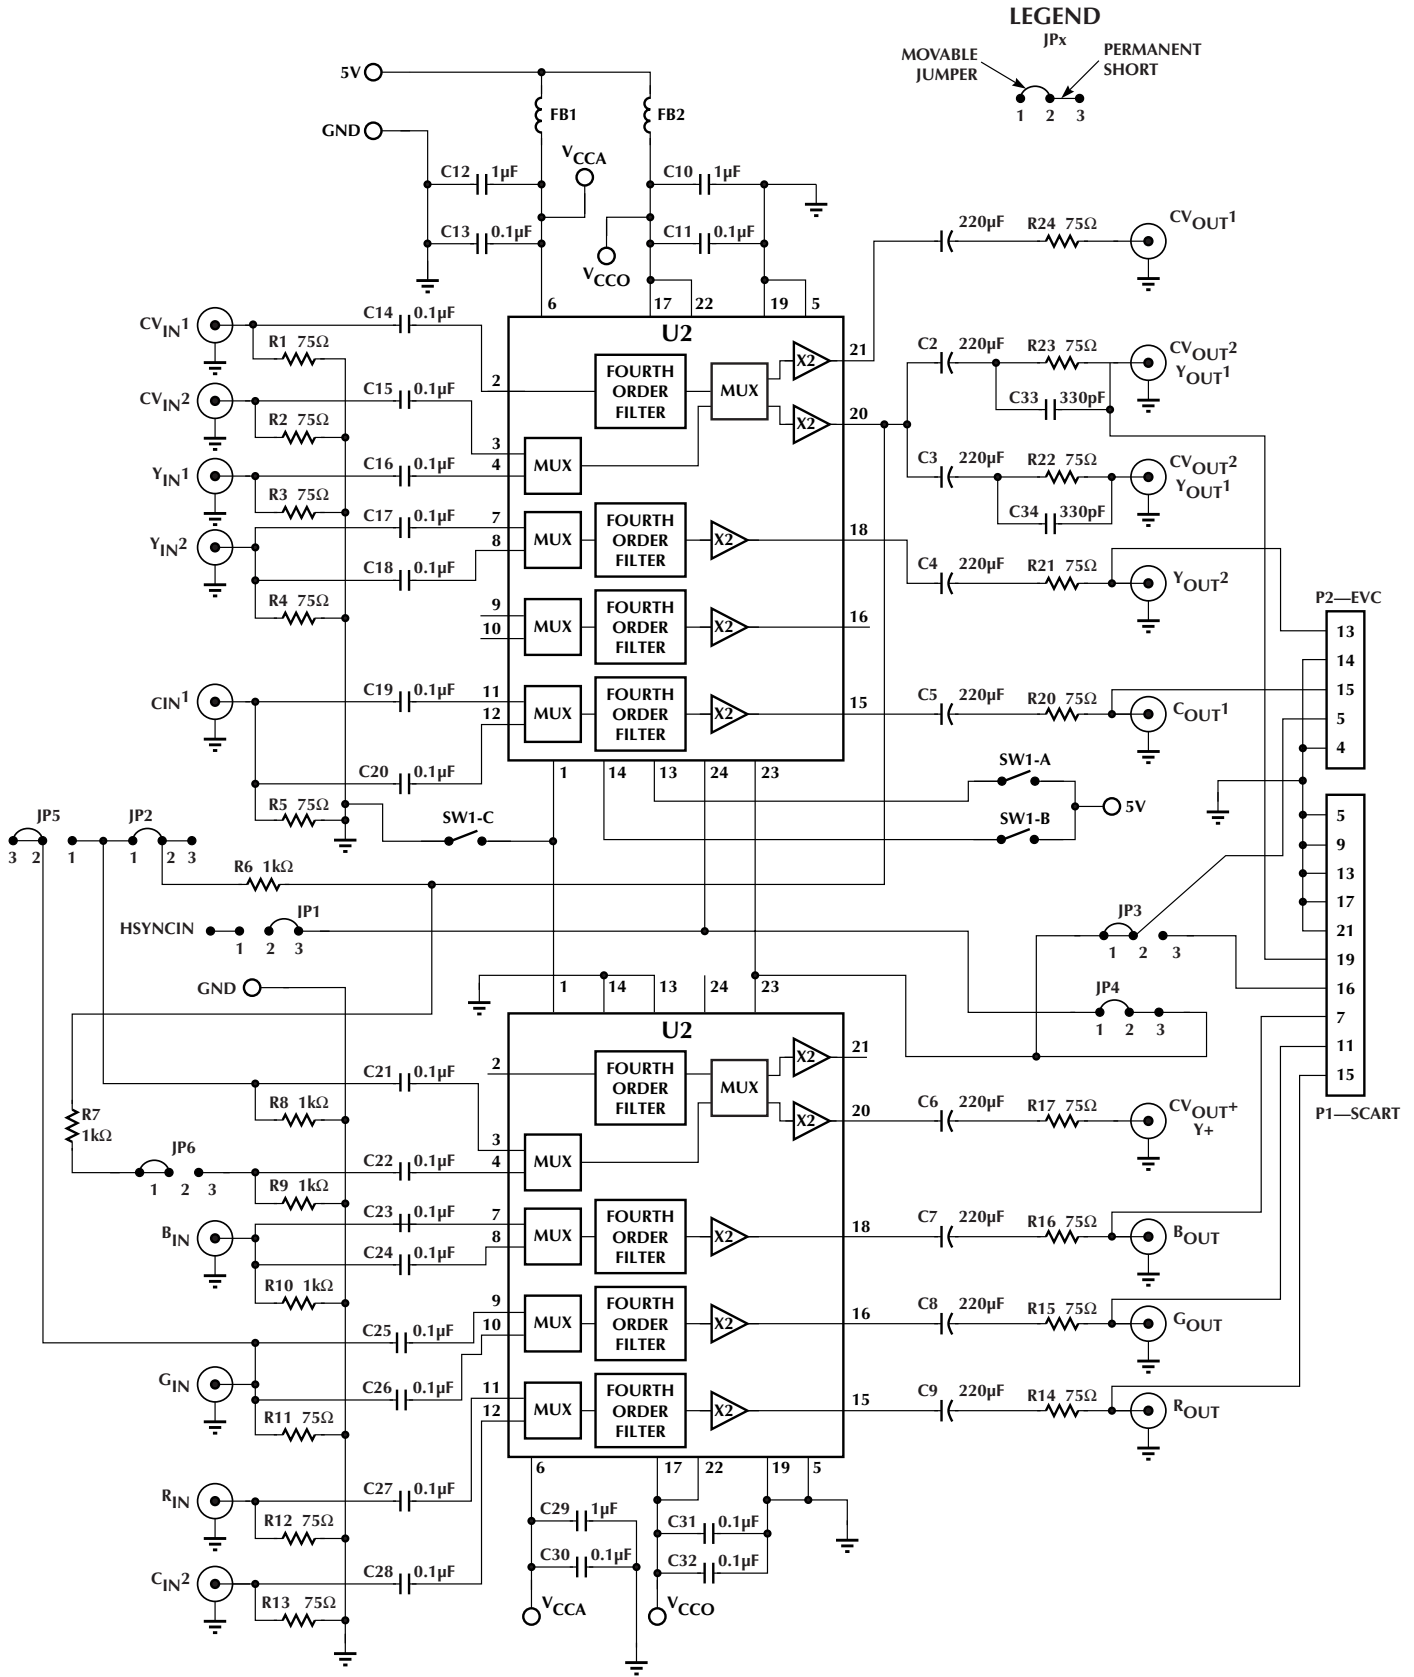 LEGEND
JPx
MOVABLE JUMPER
PERMANENT SHORT
1 2 3
5V
FB1
FB2
GND
VCCA
C12 1µF
C10 1µF
C13 0.1µF
C11 0.1µF
VCCO
220µF R24 75Ω CVOUT1
6 17 22 19 5
U2
CVIN1
R1 75Ω
C14 0.1µF
2
FOURTH ORDER FILTER
MUX
X2
21
X2
20
C2 220µF R23 75Ω
C33 330pF
CVOUT2
YOUT1
CVIN2
R2 75Ω
C15 0.1µF
3
4
MUX
YIN1
R3 75Ω
C16 0.1µF
C3 220µF R22 75Ω
C34 330pF
CVOUT2
YOUT1
YIN2
C17 0.1µF
C18 0.1µF
R4 75Ω
7
8
MUX
FOURTH ORDER FILTER
X2
18
C4 220µF R21 75Ω
YOUT2
9
10
MUX
FOURTH ORDER FILTER
X2
16
CIN1
C19 0.1µF
11
12
MUX
FOURTH ORDER FILTER
X2
15
C5 220µF R20 75Ω
COUT1
C20 0.1µF
R5 75Ω
P2—EVC
13
14
15
5
4
1 14 13 24 23
SW1-A
SW1-B
5V
SW1-C
JP5
3 2 1
JP2
1 2 3
R6 1kΩ
HSYNCIN
1 2 3
JP1
JP3
1 2 3
JP4
1 2 3
5
9
13
17
21
19
16
7
11
15
P1—SCART
GND
1 14 13 24 23
U2
2
FOURTH ORDER FILTER
MUX
X2
21
X2
20
C6 220µF R17 75Ω
CVOUT+
Y+
C21 0.1µF
R8 1kΩ
3
4
MUX
R7
1kΩ
JP6
1 2 3
C22 0.1µF
R9 1kΩ
BIN
C23 0.1µF
C24 0.1µF
R10 1kΩ
7
8
MUX
FOURTH ORDER FILTER
X2
18
C7 220µF R16 75Ω
BOUT
C25 0.1µF
9
10
MUX
FOURTH ORDER FILTER
X2
16
C8 220µF R15 75Ω
GOUT
GIN
C26 0.1µF
R11 75Ω
11
12
MUX
FOURTH ORDER FILTER
X2
15
C9 220µF R14 75Ω
ROUT
6 17 22 19 5
RIN
C27 0.1µF
R12 75Ω
C29 1µF
C31 0.1µF
C30 0.1µF
C32 0.1µF
CIN2
C28 0.1µF
R13 75Ω
VCCA
VCCO